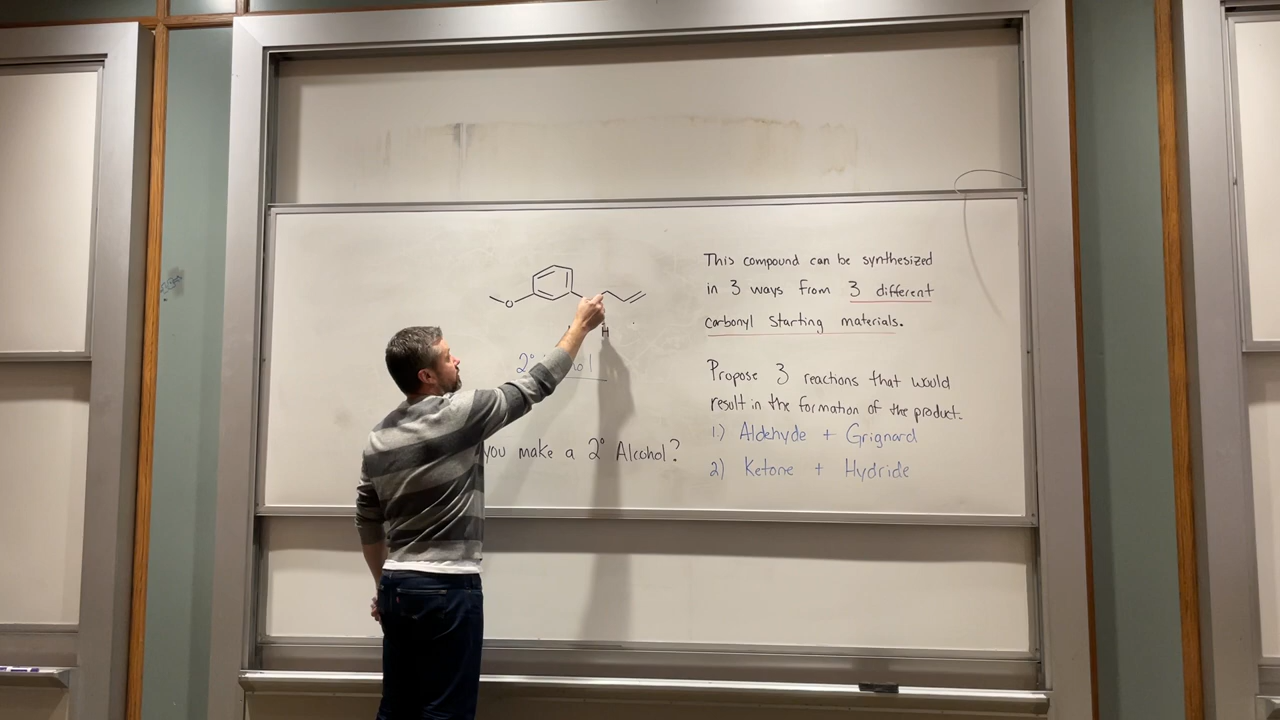 O
H
2°
you make a 2° Alcohol?
This compound can be synthesized
in 3 ways from 3 different
carbonyl starting materials.
Propose 3 reactions that would
result in the formation of the product.
1) Aldehyde + Grignard
2) Ketone + Hydride